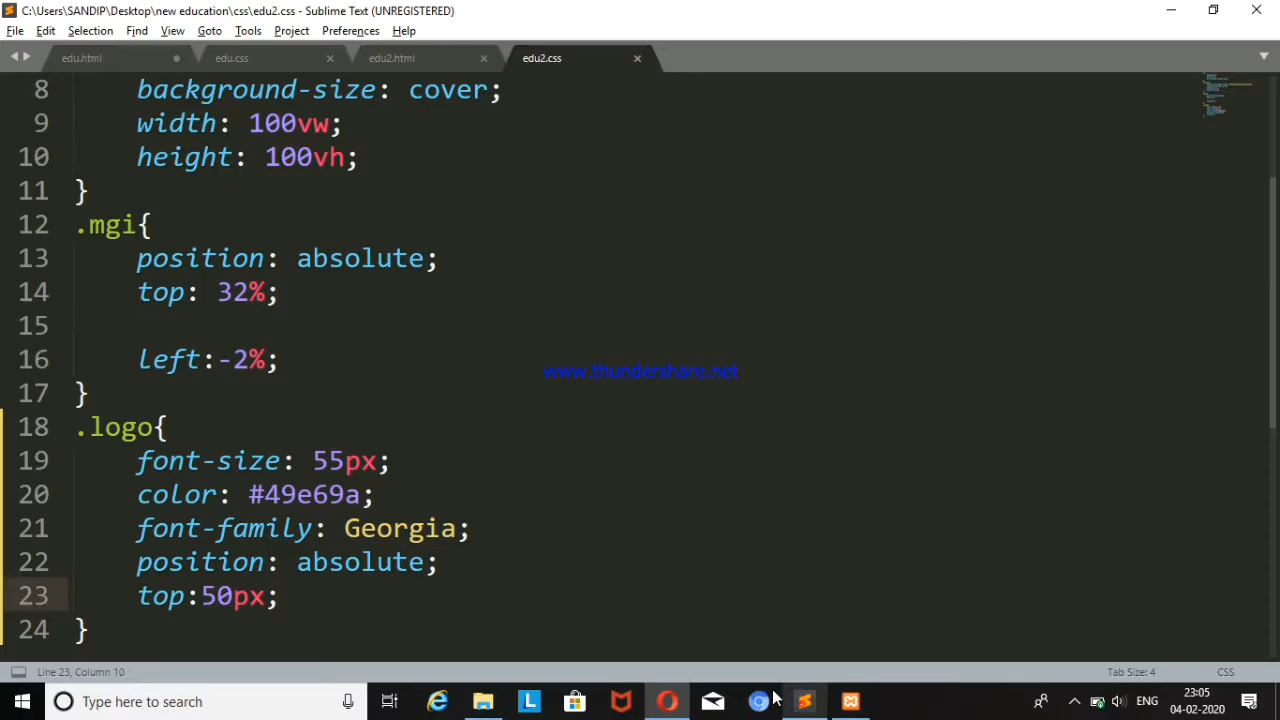 C:\Users\SANDIP\Desktop\new education\css\edu2.css - Sublime Text (UNREGISTERED)
File Edit Selection Find View Goto Tools Project Preferences Help
edu.html edu.css edu2.html edu2.css
8 background-size: cover;
9 width: 100vw;
10 height: 100vh;
11 }
12 .mgi{
13 position: absolute;
14 top: 32%;
15
16 left:-2%;
17 }
18 .logo{
19 font-size: 55px;
20 color: #49e69a;
21 font-family: Georgia;
22 position: absolute;
23 top:50px;
24 }
www.thundershare.net
Line 23, Column 10 Tab Size: 4 CSS
Type here to search
ENG
23:05
04-02-2020